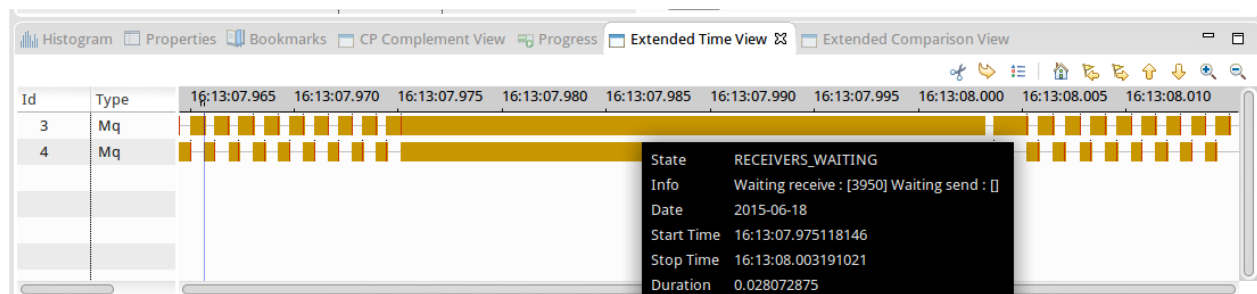 Histogram Properties Bookmarks CP Complement View Progress Extended Time View Extended Comparison View
Id Type 16:13:07.965 16:13:07.970 16:13:07.975 16:13:07.980 16:13:07.985 16:13:07.990 16:13:07.995 16:13:08.000 16:13:08.005 16:13:08.010
3 Mq
4 Mq
State RECEIVERS_WAITING
Info Waiting receive : [3950] Waiting send : []
Date 2015-06-18
Start Time 16:13:07.975118146
Stop Time 16:13:08.003191021
Duration 0.028072875